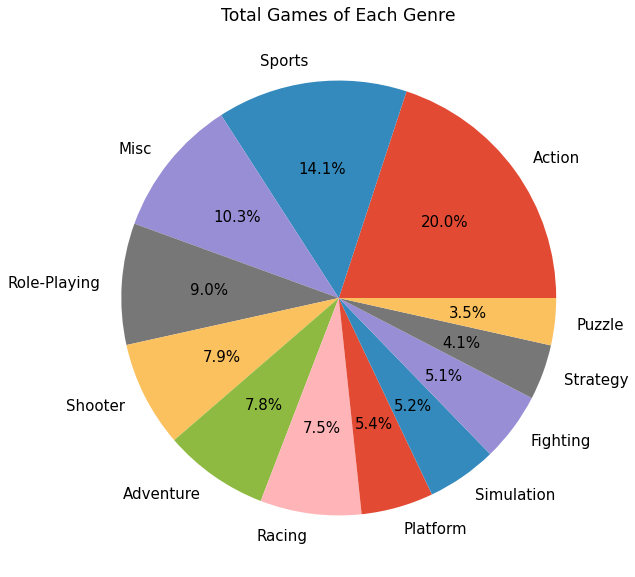 Total Games of Each Genre
Sports
Action
Misc
14.1%
20.0%
10.3%
Role-Playing
9.0%
3.5%
Puzzle
4.1%
7.9%
5.1%
Strategy
Shooter
7.8%
5.2%
7.5%
5.4%
Fighting
Adventure
Simulation
Racing
Platform